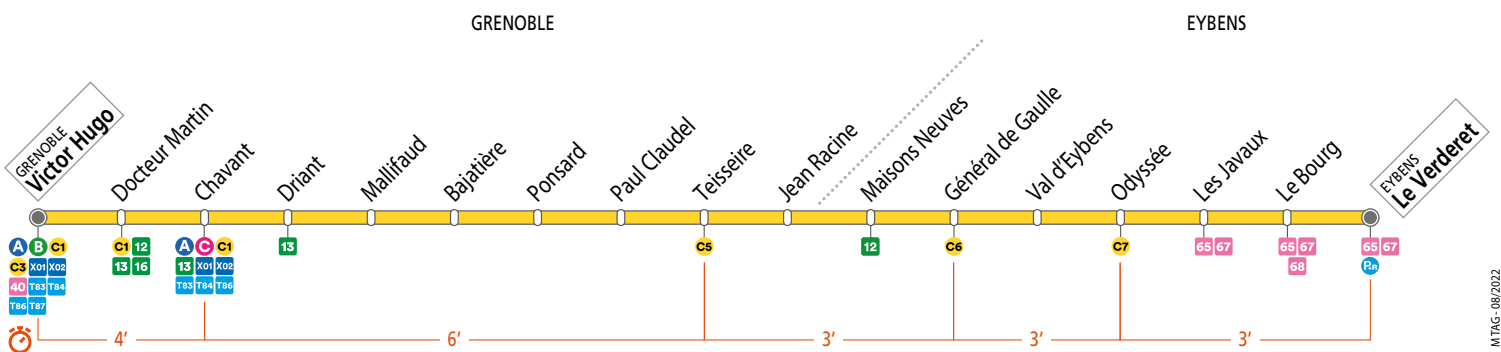 GRENOBLE
EYBENS
GRENOBLE
Victor Hugo
Docteur Martin
Chavant
Driant
Mallifaud
Bajatière
Ponsard
Paul Claudel
Teisseire
Jean Racine
Maisons Neuves
Général de Gaulle
Val d'Eybens
Odyssée
Les Javaux
Le Bourg
EYBENS
Le Verderet
A B C1
C3 X01 X02
40 T83 T84
T86 T87
C1 12
13 16
A C C1
13 X01 X02
T83 T84 T86
13
C5
12
C6
C7
65 67
65 67
68
65 67
P+R
4’
6’
3’
3’
3’
M TAG - 08/2022